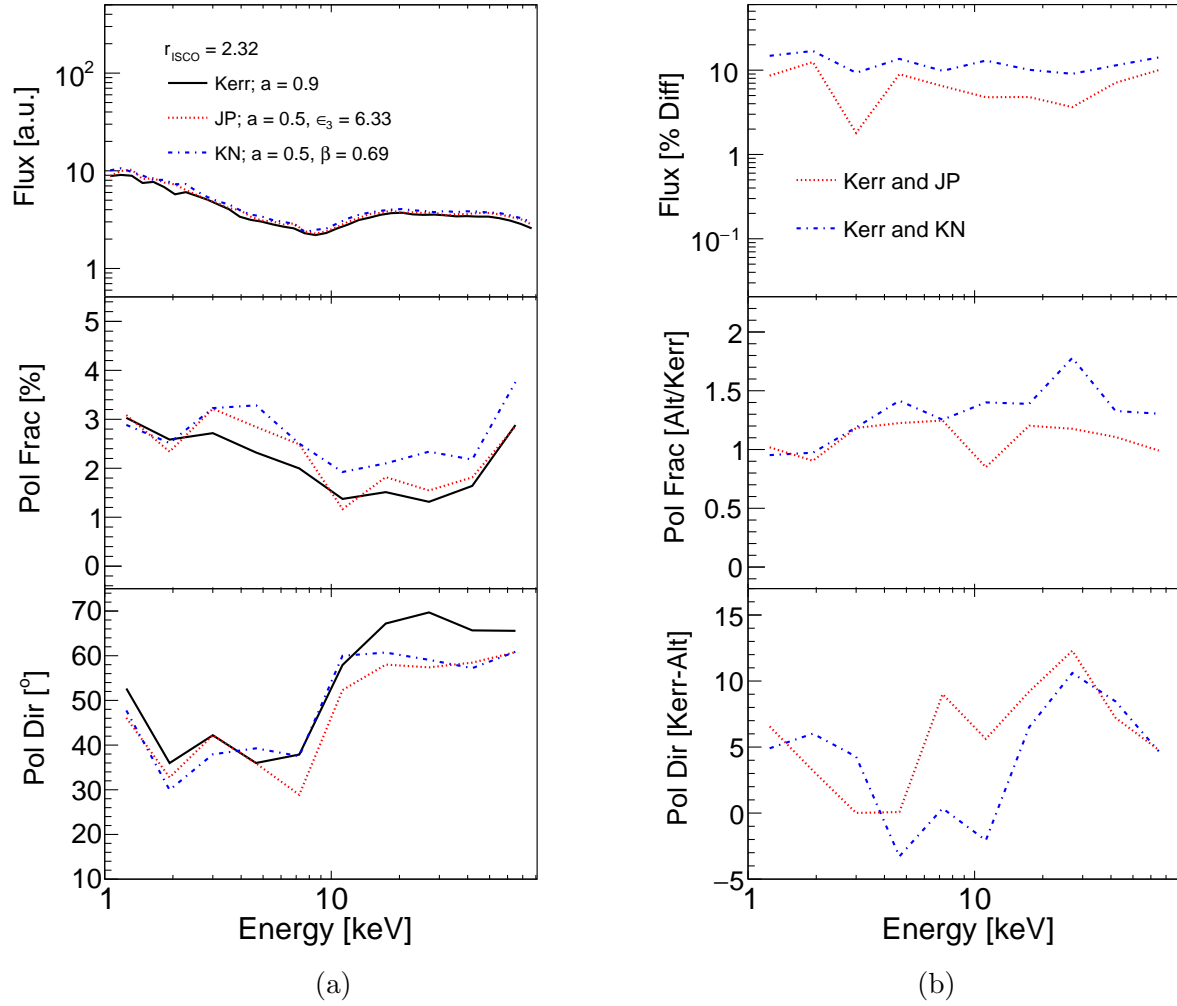 Flux [a.u.]
10²
10
1
r_ISCO = 2.32
Kerr; a = 0.9
JP; a = 0.5, ϵ₃ = 6.33
KN; a = 0.5, β = 0.69
Pol Frac [%]
5
4
3
2
1
0
Pol Dir [°]
70
60
50
40
30
20
10
1
10
Energy [keV]
(a)
Flux [% Diff]
10
1
10⁻¹
Kerr and JP
Kerr and KN
Pol Frac [Alt/Kerr]
2
1.5
1
0.5
0
Pol Dir [Kerr-Alt]
15
10
5
0
−5
1
10
Energy [keV]
(b)